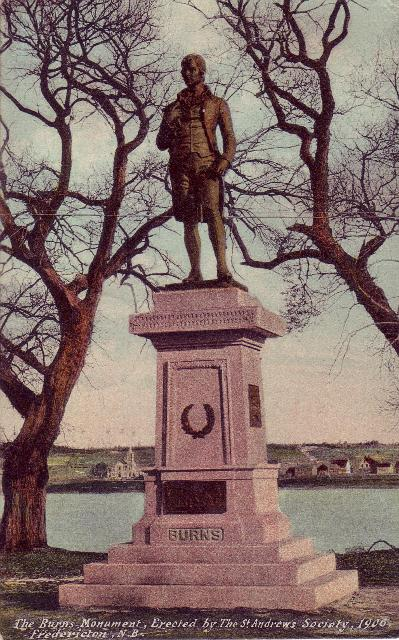 BURNS
The Burns Monument, Erected by The St Andrews Society, 1906
Fredericton, N.B.